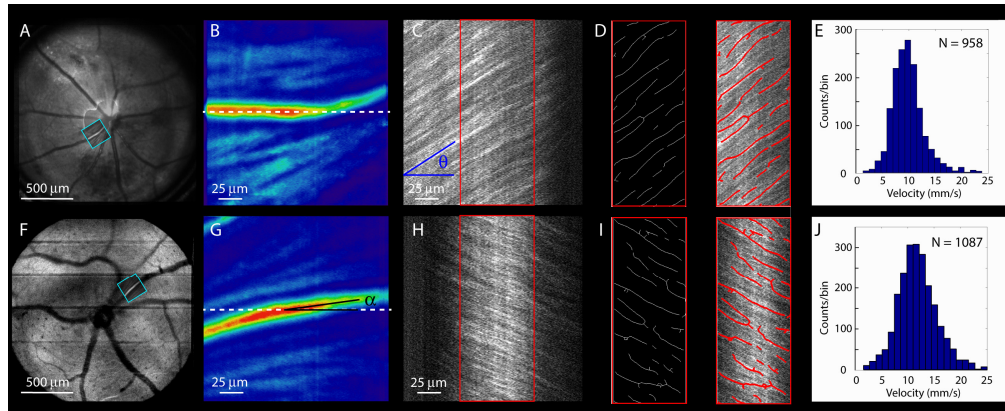 A
500 µm
B
25 µm
C
θ
25 µm
D
E
N = 958
Counts/bin
300
200
100
0
0 5 10 15 20 25
Velocity (mm/s)
F
500 µm
G
α
25 µm
H
25 µm
I
J
N = 1087
Counts/bin
300
200
100
0
0 5 10 15 20 25
Velocity (mm/s)